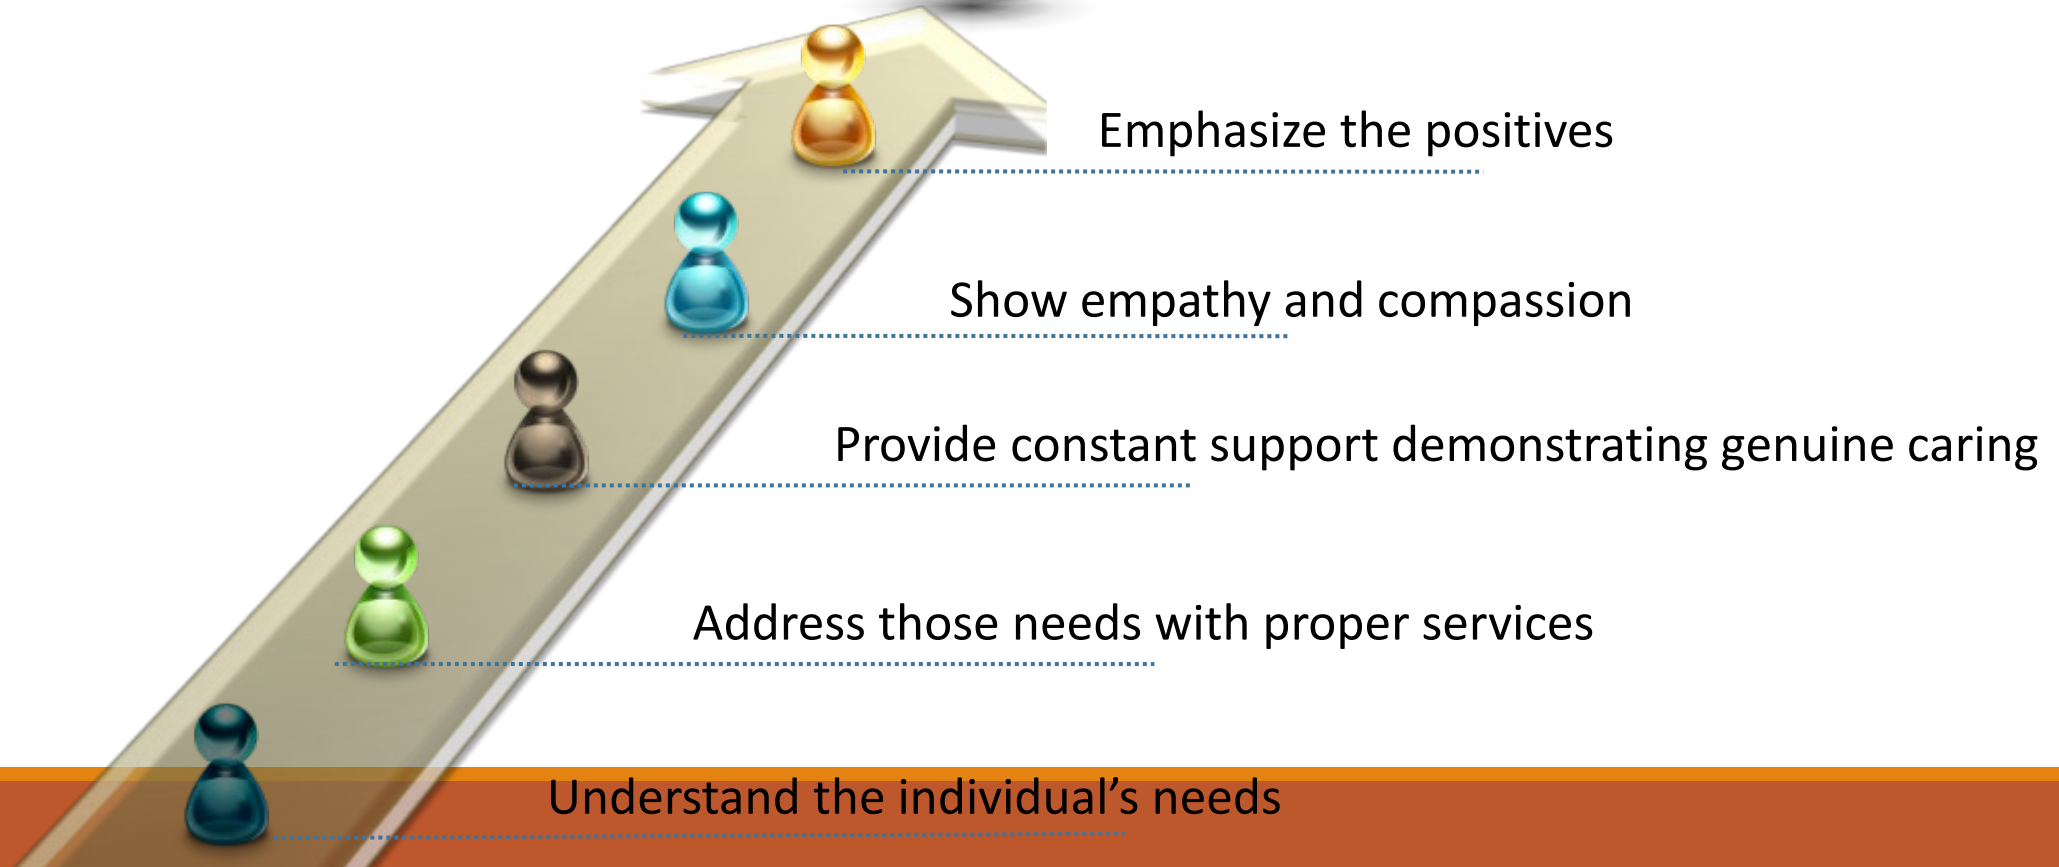 Emphasize the positives
Show empathy and compassion
Provide constant support demonstrating genuine caring
Address those needs with proper services
Understand the individual’s needs